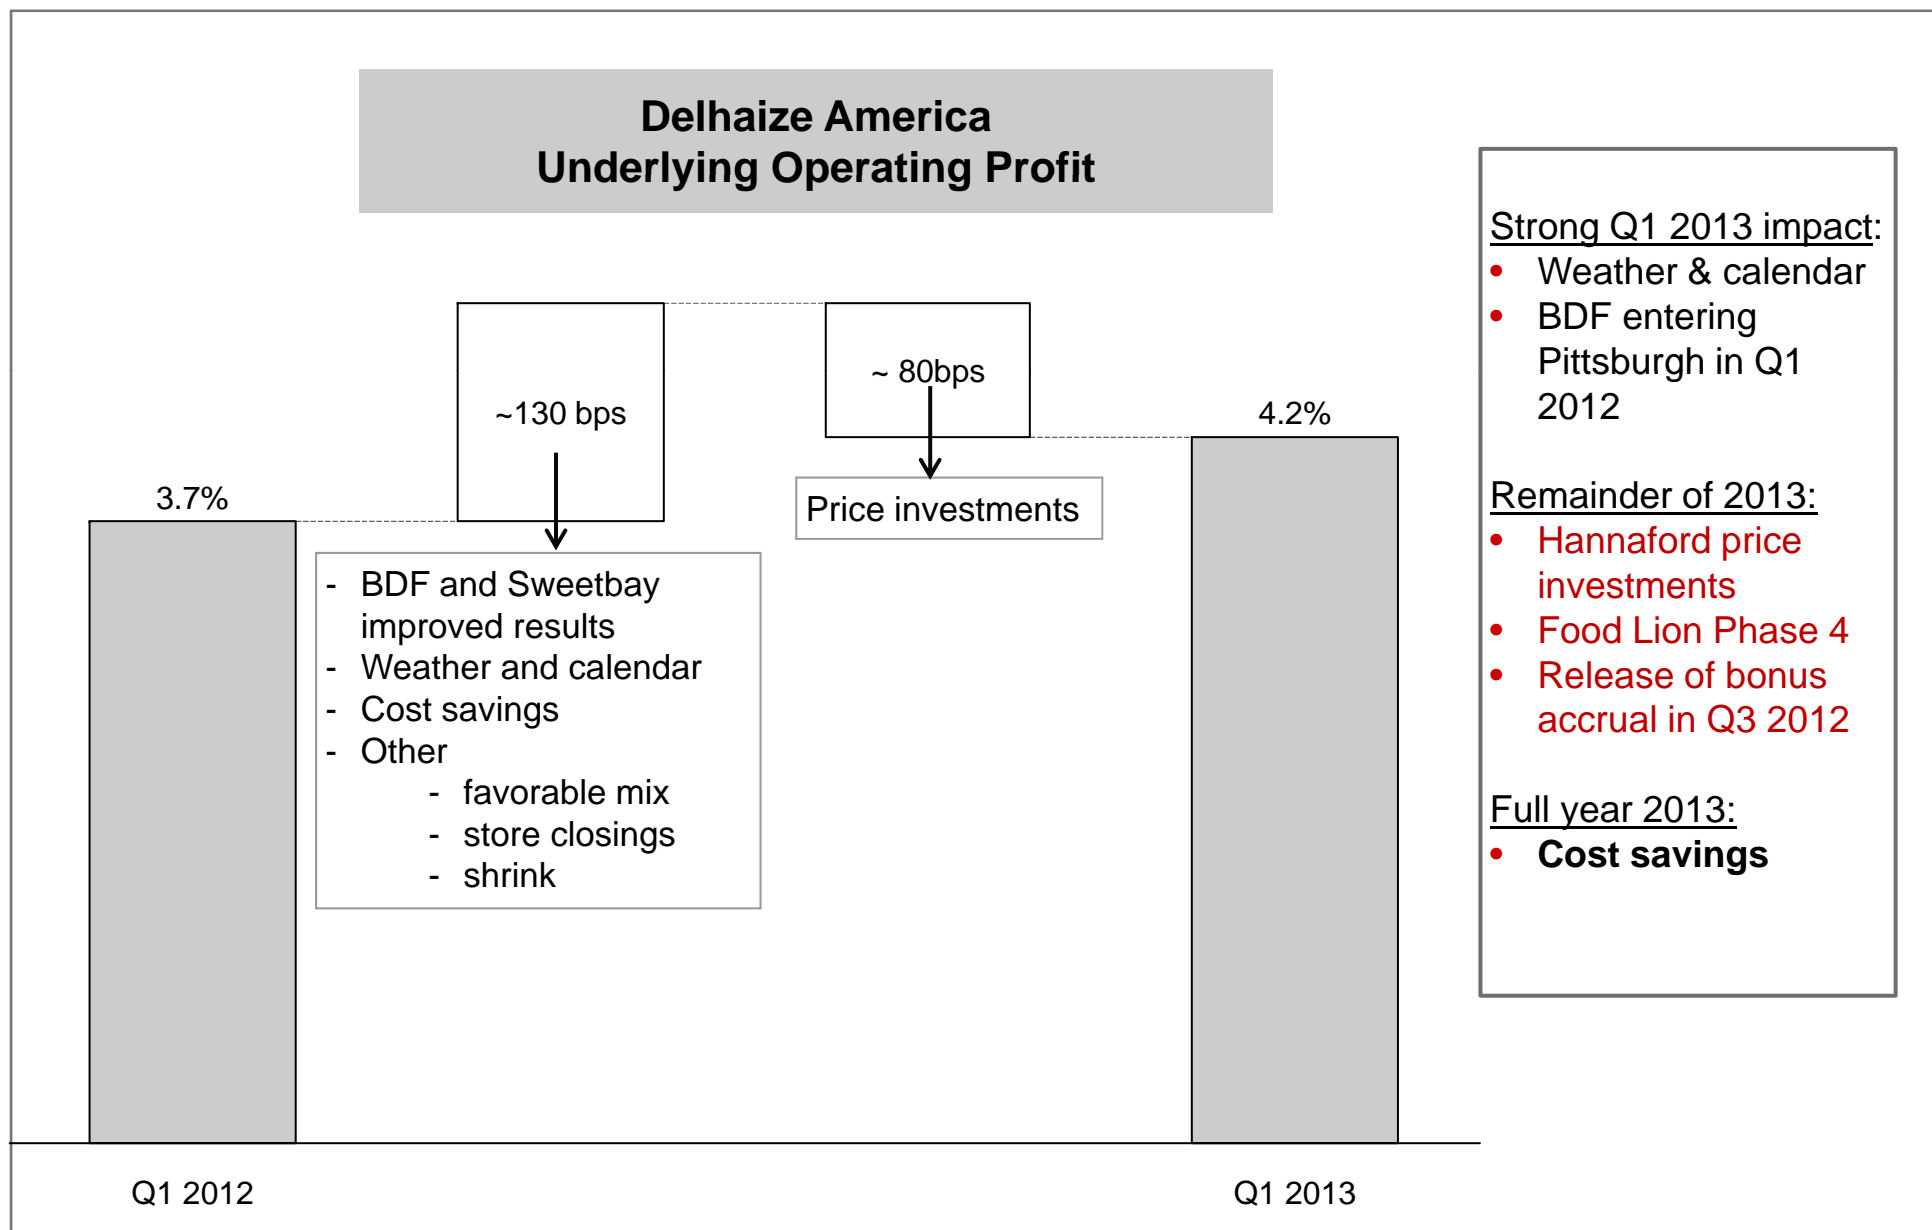 Delhaize America
Underlying Operating Profit
~130 bps
~ 80bps
3.7%
4.2%
Price investments
- BDF and Sweetbay
improved results
- Weather and calendar
- Cost savings
- Other
- favorable mix
- store closings
- shrink
Q1 2012
Q1 2013
Strong Q1 2013 impact:
• Weather & calendar
• BDF entering
Pittsburgh in Q1
2012
Remainder of 2013:
• Hannaford price
investments
• Food Lion Phase 4
• Release of bonus
accrual in Q3 2012
Full year 2013:
• Cost savings